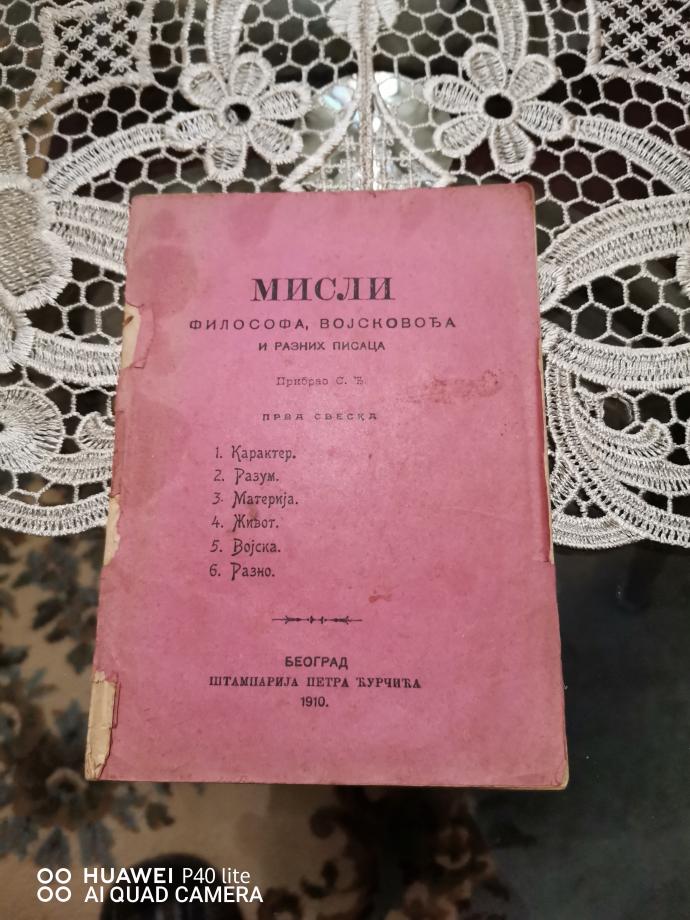 МИСЛИ
ФИЛОСОФА, ВОЈСКОВОЂА
И РАЗНИХ ПИСАЦА
Прибрао С. Ђ.
ПРВА СВЕСКА
1. Карактер.
2. Разум.
3. Материја.
4. Живот.
5. Војска.
6. Разно.
БЕОГРАД
ШТАМПАРИЈА ПЕТРА ЋУРЧИЋА
1910.
HUAWEI P40 lite
AI QUAD CAMERA